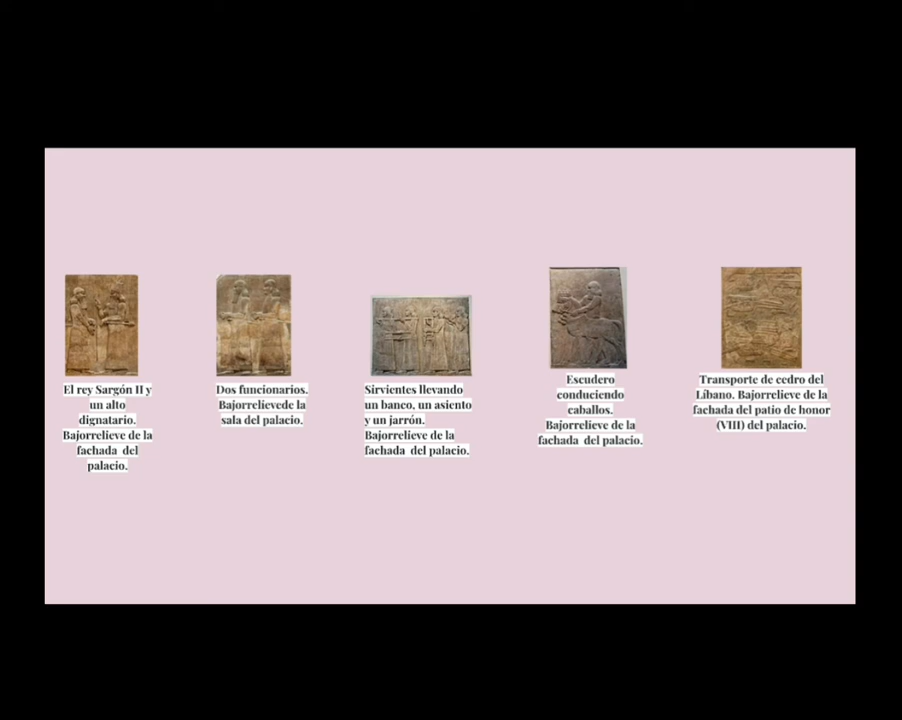 El rey Sargón II y
un alto
dignatario.
Bajorrelieve de la
fachada del
palacio.
Dos funcionarios.
Bajorrelievede la
sala del palacio.
Sirvientes llevando
un banco, un asiento
y un jarrón.
Bajorrelieve de la
fachada del palacio.
Escudero
conduciendo
caballos.
Bajorrelieve de la
fachada del palacio.
Transporte de cedro del
Líbano. Bajorrelieve de la
fachada del patio de honor
(VIII) del palacio.